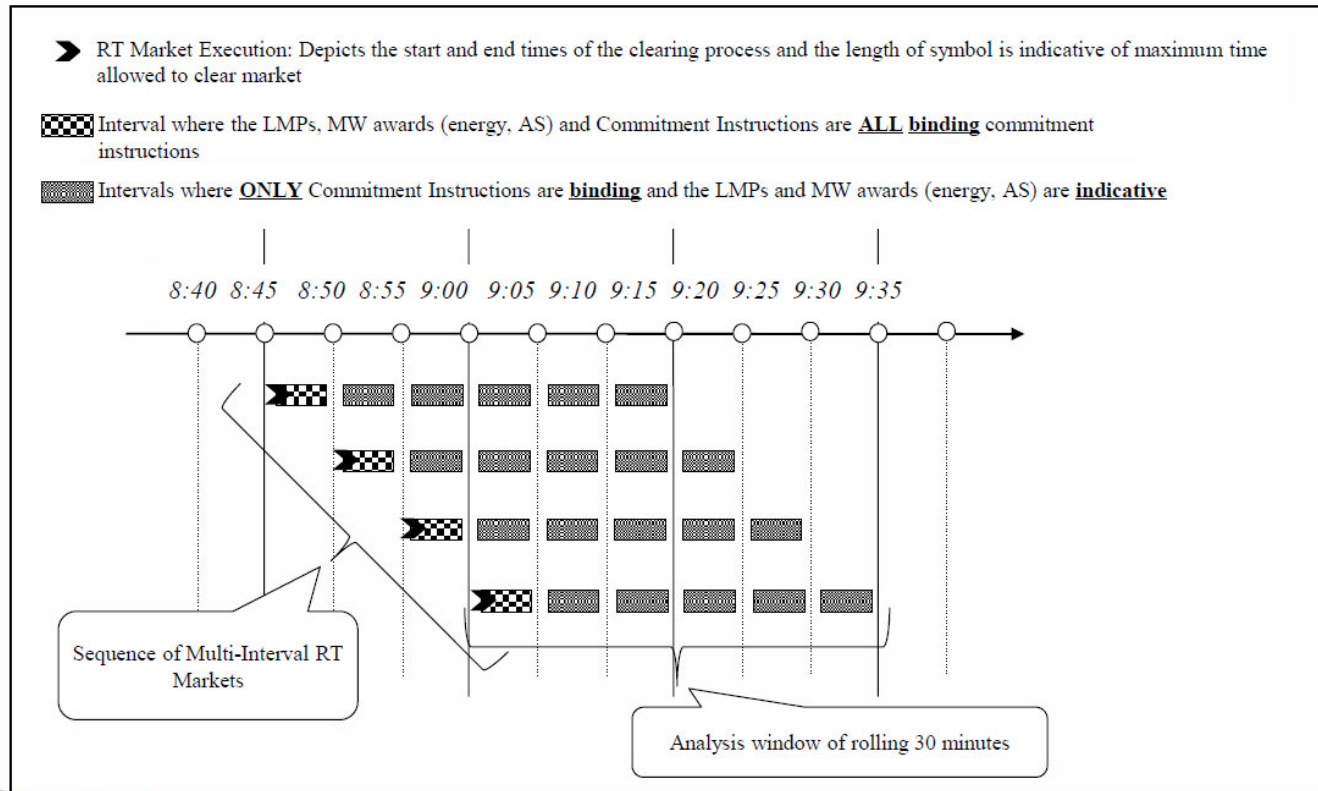 RT Market Execution: Depicts the start and end times of the clearing process and the length of symbol is indicative of maximum time
allowed to clear market
Interval where the LMPs, MW awards (energy, AS) and Commitment Instructions are ALL binding commitment
instructions
Intervals where ONLY Commitment Instructions are binding and the LMPs and MW awards (energy, AS) are indicative
8:40 8:45 8:50 8:55 9:00 9:05 9:10 9:15 9:20 9:25 9:30 9:35
Sequence of Multi-Interval RT
Markets
Analysis window of rolling 30 minutes